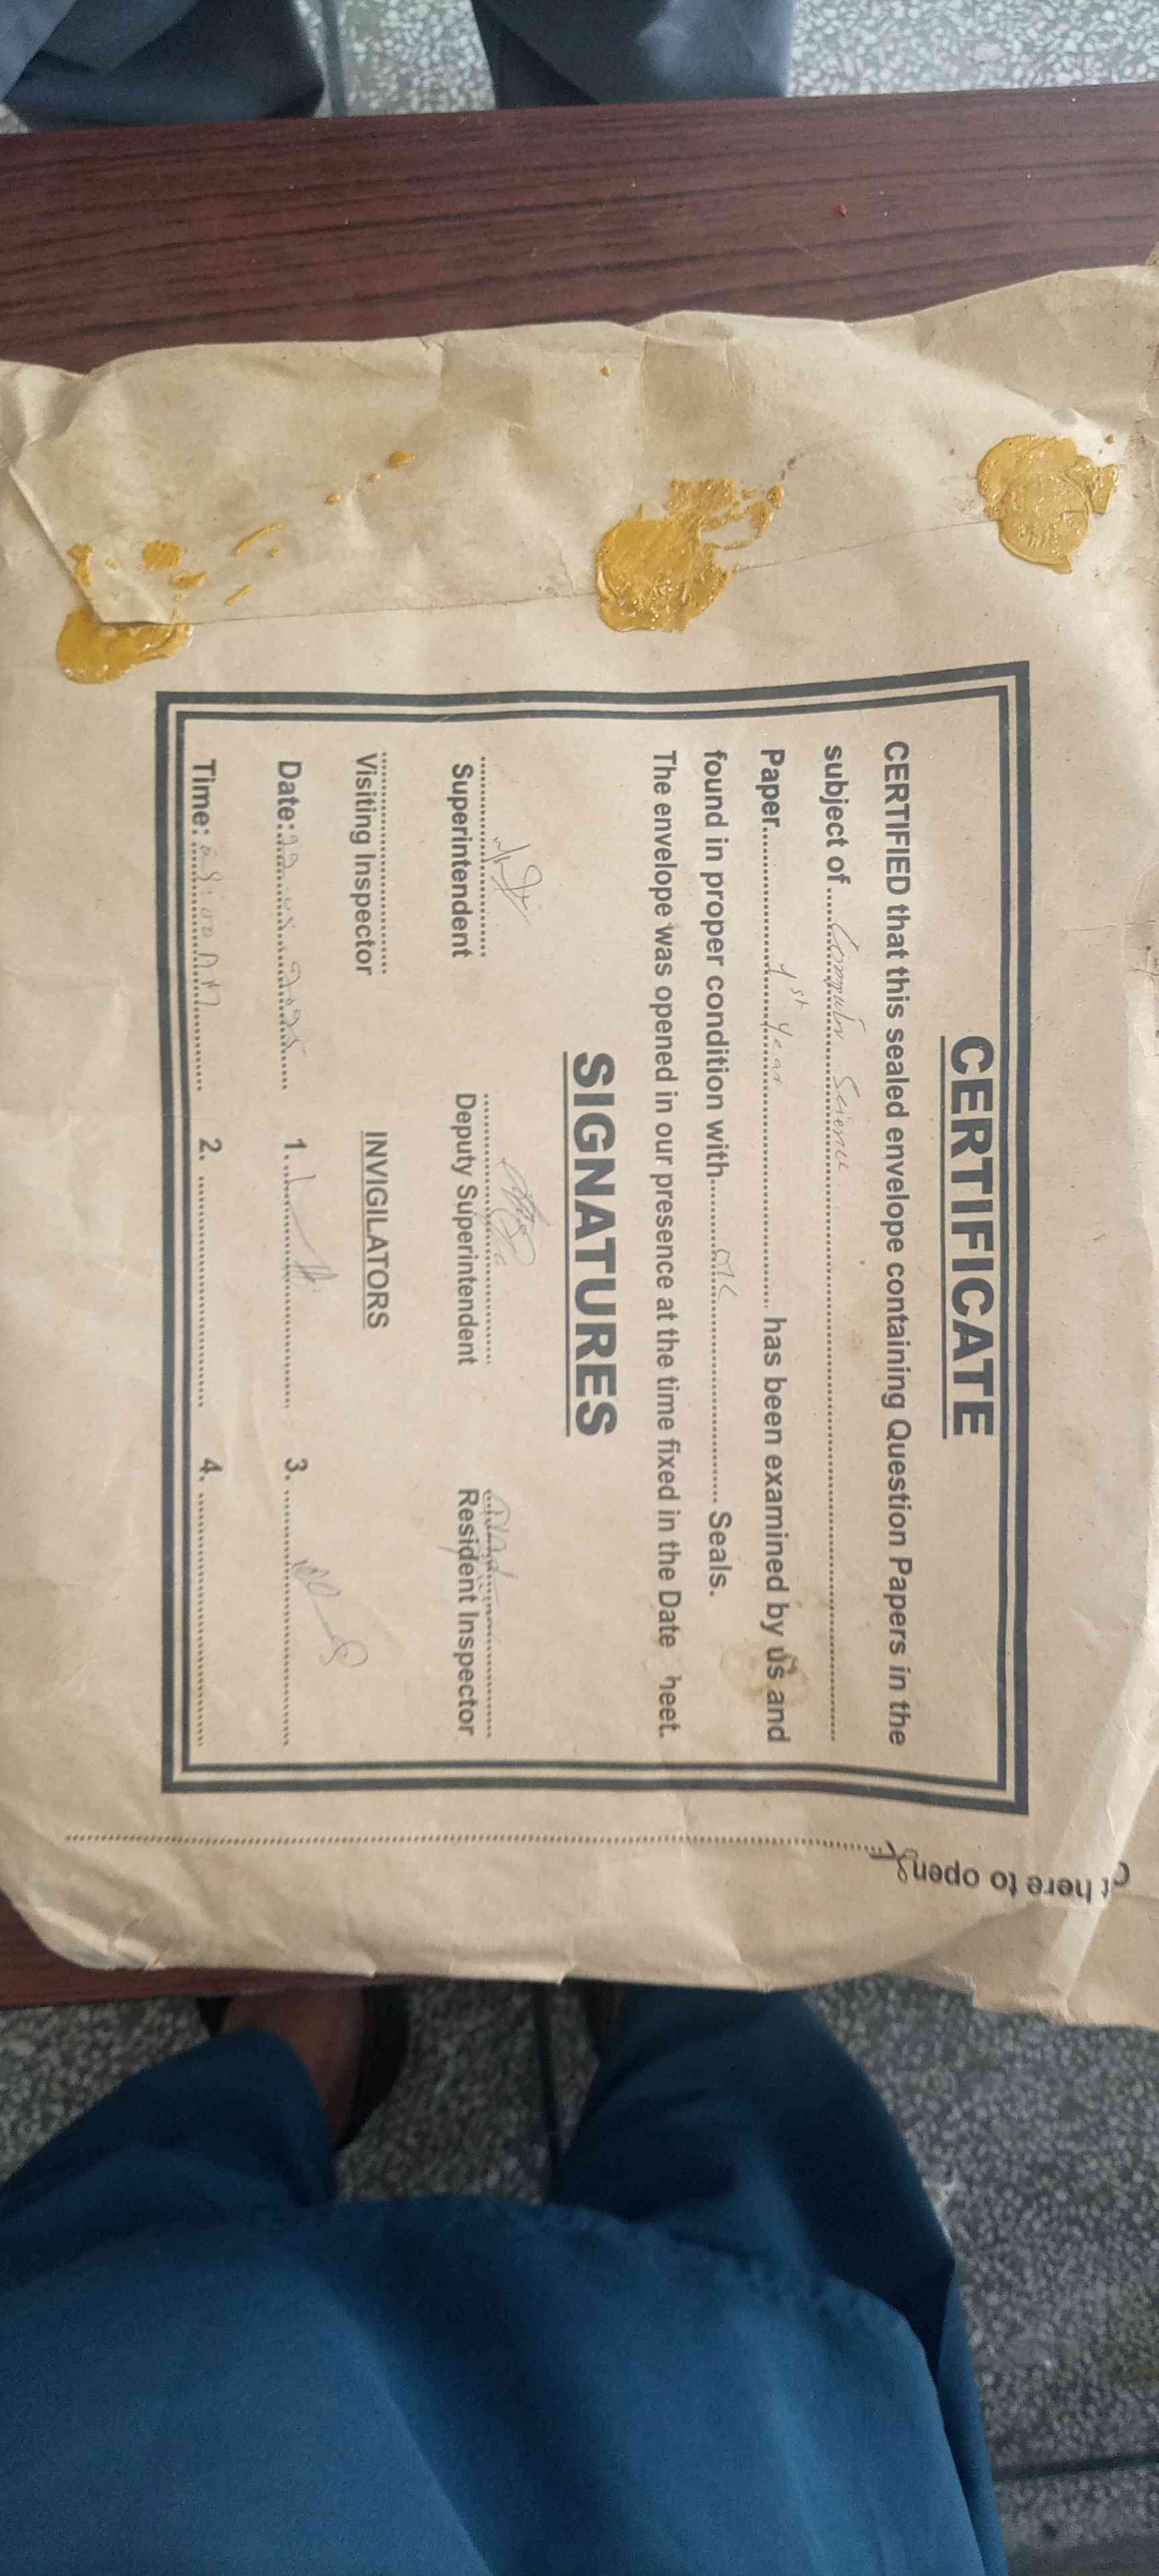 CERTIFICATE
CERTIFIED that this sealed envelope containing Question Papers in the
subject of Computer Science
Paper 1st year has been examined by us and
found in proper condition with OK Seals.
The envelope was opened in our presence at the time fixed in the Date heet.
SIGNATURES
Superintendent Deputy Superintendent Resident Inspector
Visiting Inspector INVIGILATORS
Date: 1. 3.
Time: 2. 4.
t here to open